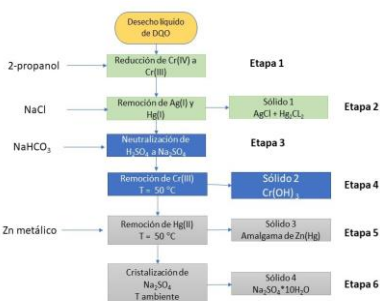 Desecho líquido
de DQO
2-propanol
Reducción de Cr(IV) a
Cr(III)
Etapa 1
NaCl
Remoción de Ag(I) y
Hg(I)
Sólido 1
AgCl + Hg₂CL₂
Etapa 2
NaHCO₃
Neutralización de
H₂SO₄ a Na₂SO₄
Etapa 3
Remoción de Cr(III)
T = 50 °C
Sólido 2
Cr(OH)₃
Etapa 4
Zn metálico
Remoción de Hg(II)
T = 50 °C
Sólido 3
Amalgama de Zn(Hg)
Etapa 5
Cristalización de
Na₂SO₄
T ambiente
Sólido 4
Na₂SO₄*10H₂O
Etapa 6